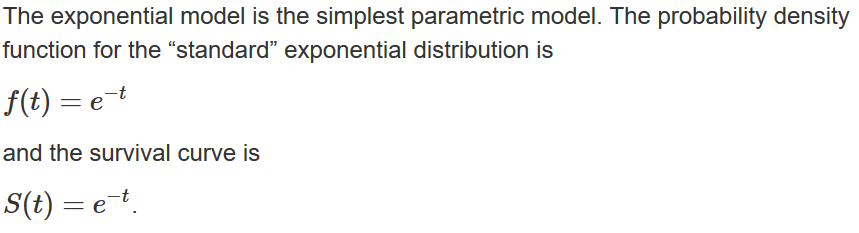 The exponential model is the simplest parametric model. The probability density
function for the “standard” exponential distribution is
f(t) = e^{-t}
and the survival curve is
S(t) = e^{-t}.